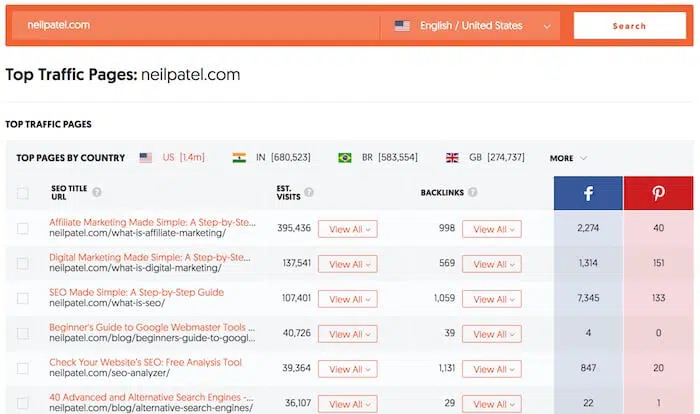 neilpatel.com English / United States Search
Top Traffic Pages: neilpatel.com
TOP TRAFFIC PAGES
TOP PAGES BY COUNTRY US [1.4m] IN [680,523] BR [583,554] GB [274,737] MORE
SEO TITLE
URL
EST.
VISITS
BACKLINKS
Affiliate Marketing Made Simple: A Step-by-Ste...
neilpatel.com/what-is-affiliate-marketing/
395,436 View All 998 View All 2,274 40
Digital Marketing Made Simple: A Step-by-Ste...
neilpatel.com/what-is-digital-marketing/
137,541 View All 569 View All 1,314 151
SEO Made Simple: A Step-by-Step Guide
neilpatel.com/what-is-seo/
107,401 View All 1,059 View All 7,345 133
Beginner's Guide to Google Webmaster Tools ...
neilpatel.com/blog/beginners-guide-to-googl...
40,726 View All 39 View All 4 0
Check Your Website's SEO: Free Analysis Tool
neilpatel.com/seo-analyzer/
39,364 View All 1,131 View All 847 20
40 Advanced and Alternative Search Engines - ...
neilpatel.com/blog/alternative-search-engines/
36,107 View All 29 View All 22 1